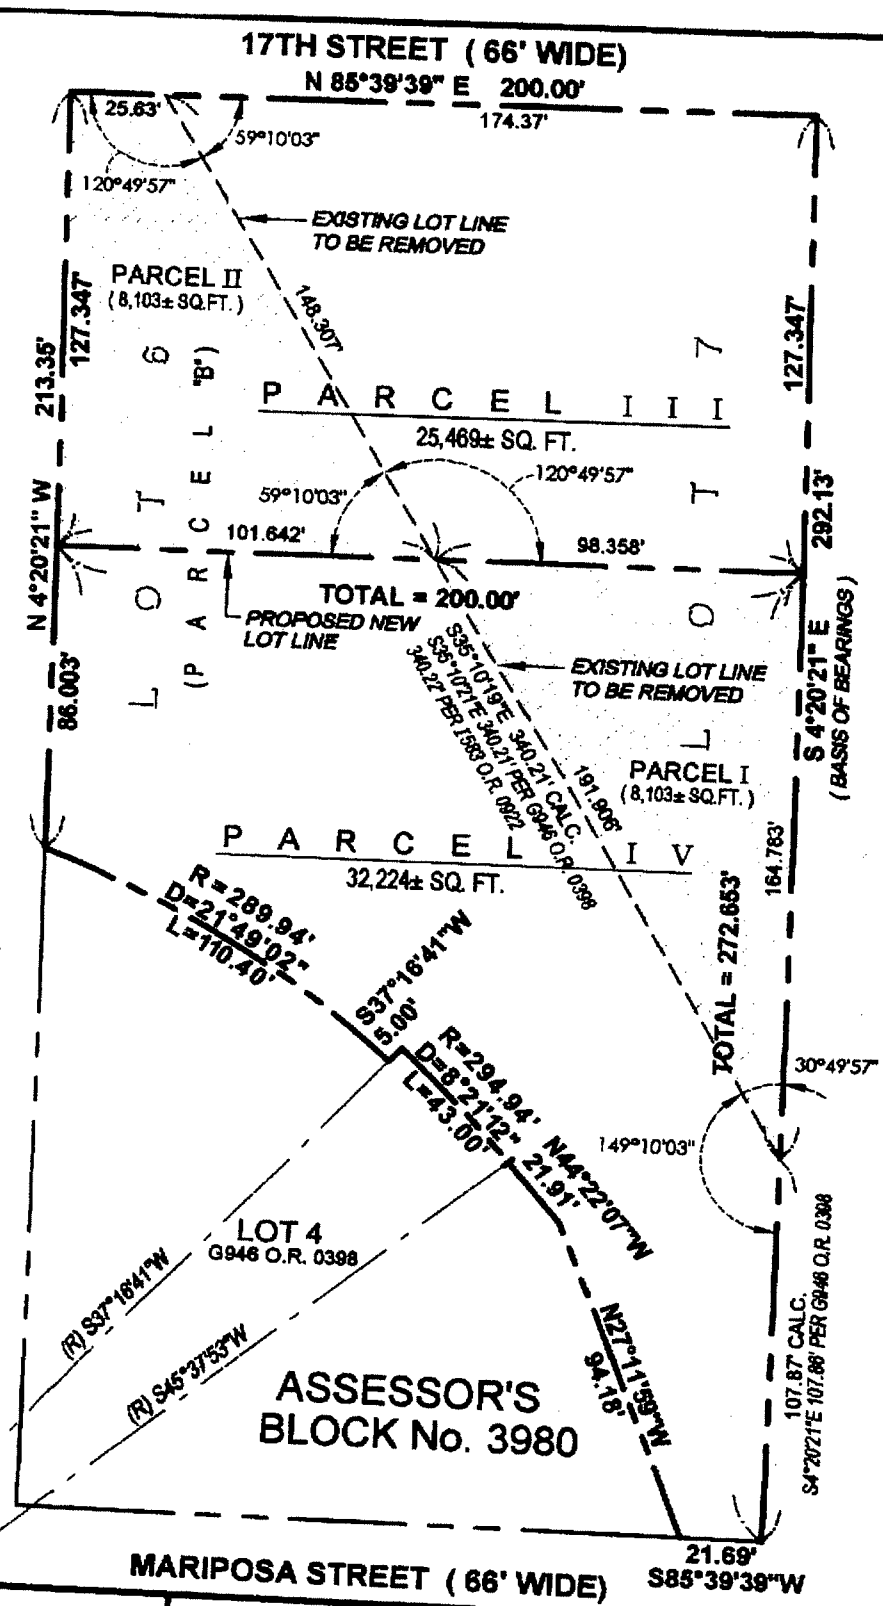 17TH STREET ( 66' WIDE)
N 85°39'39" E 200.00'
25.63'
174.37'
59°10'03"
120°49'57"
EXISTING LOT LINE
TO BE REMOVED
PARCEL II
( 8,103± SQ.FT. )
148.307'
127.347'
213.35'
127.347'
LOT 6
(PARCEL "B")
LOT 7
PARCEL III
25,469± SQ. FT.
59°10'03"
120°49'57"
101.642'
98.358'
TOTAL = 200.00'
N 4°20'21" W
292.13'
PROPOSED NEW
LOT LINE
EXISTING LOT LINE
TO BE REMOVED
S35°10'19"E 340.21' CALC.
S35°10'21"E 340.21' PER G946 O.R. 0398
340.22' PER I583 O.R. 0922
S 4°20'21" E
( BASIS OF BEARINGS )
86.003'
191.906'
PARCEL I
( 8,103± SQ.FT. )
PARCEL IV
32,224± SQ. FT.
164.783'
R=289.94'
D=21°49'02"
L=110.40'
TOTAL = 272.653'
S37°16'41"W
5.00'
R=294.94'
D=8°21'12"
L=43.00'
30°49'57"
149°10'03"
N44°22'07"W
21.91'
LOT 4
G946 O.R. 0398
(R) S37°16'41"W
(R) S45°37'53"W
N27°11'59"W
94.18'
107.87' CALC.
S4°20'21"E 107.86' PER G946 O.R. 0398
ASSESSOR'S
BLOCK No. 3980
21.69'
S85°39'39"W
MARIPOSA STREET ( 66' WIDE)